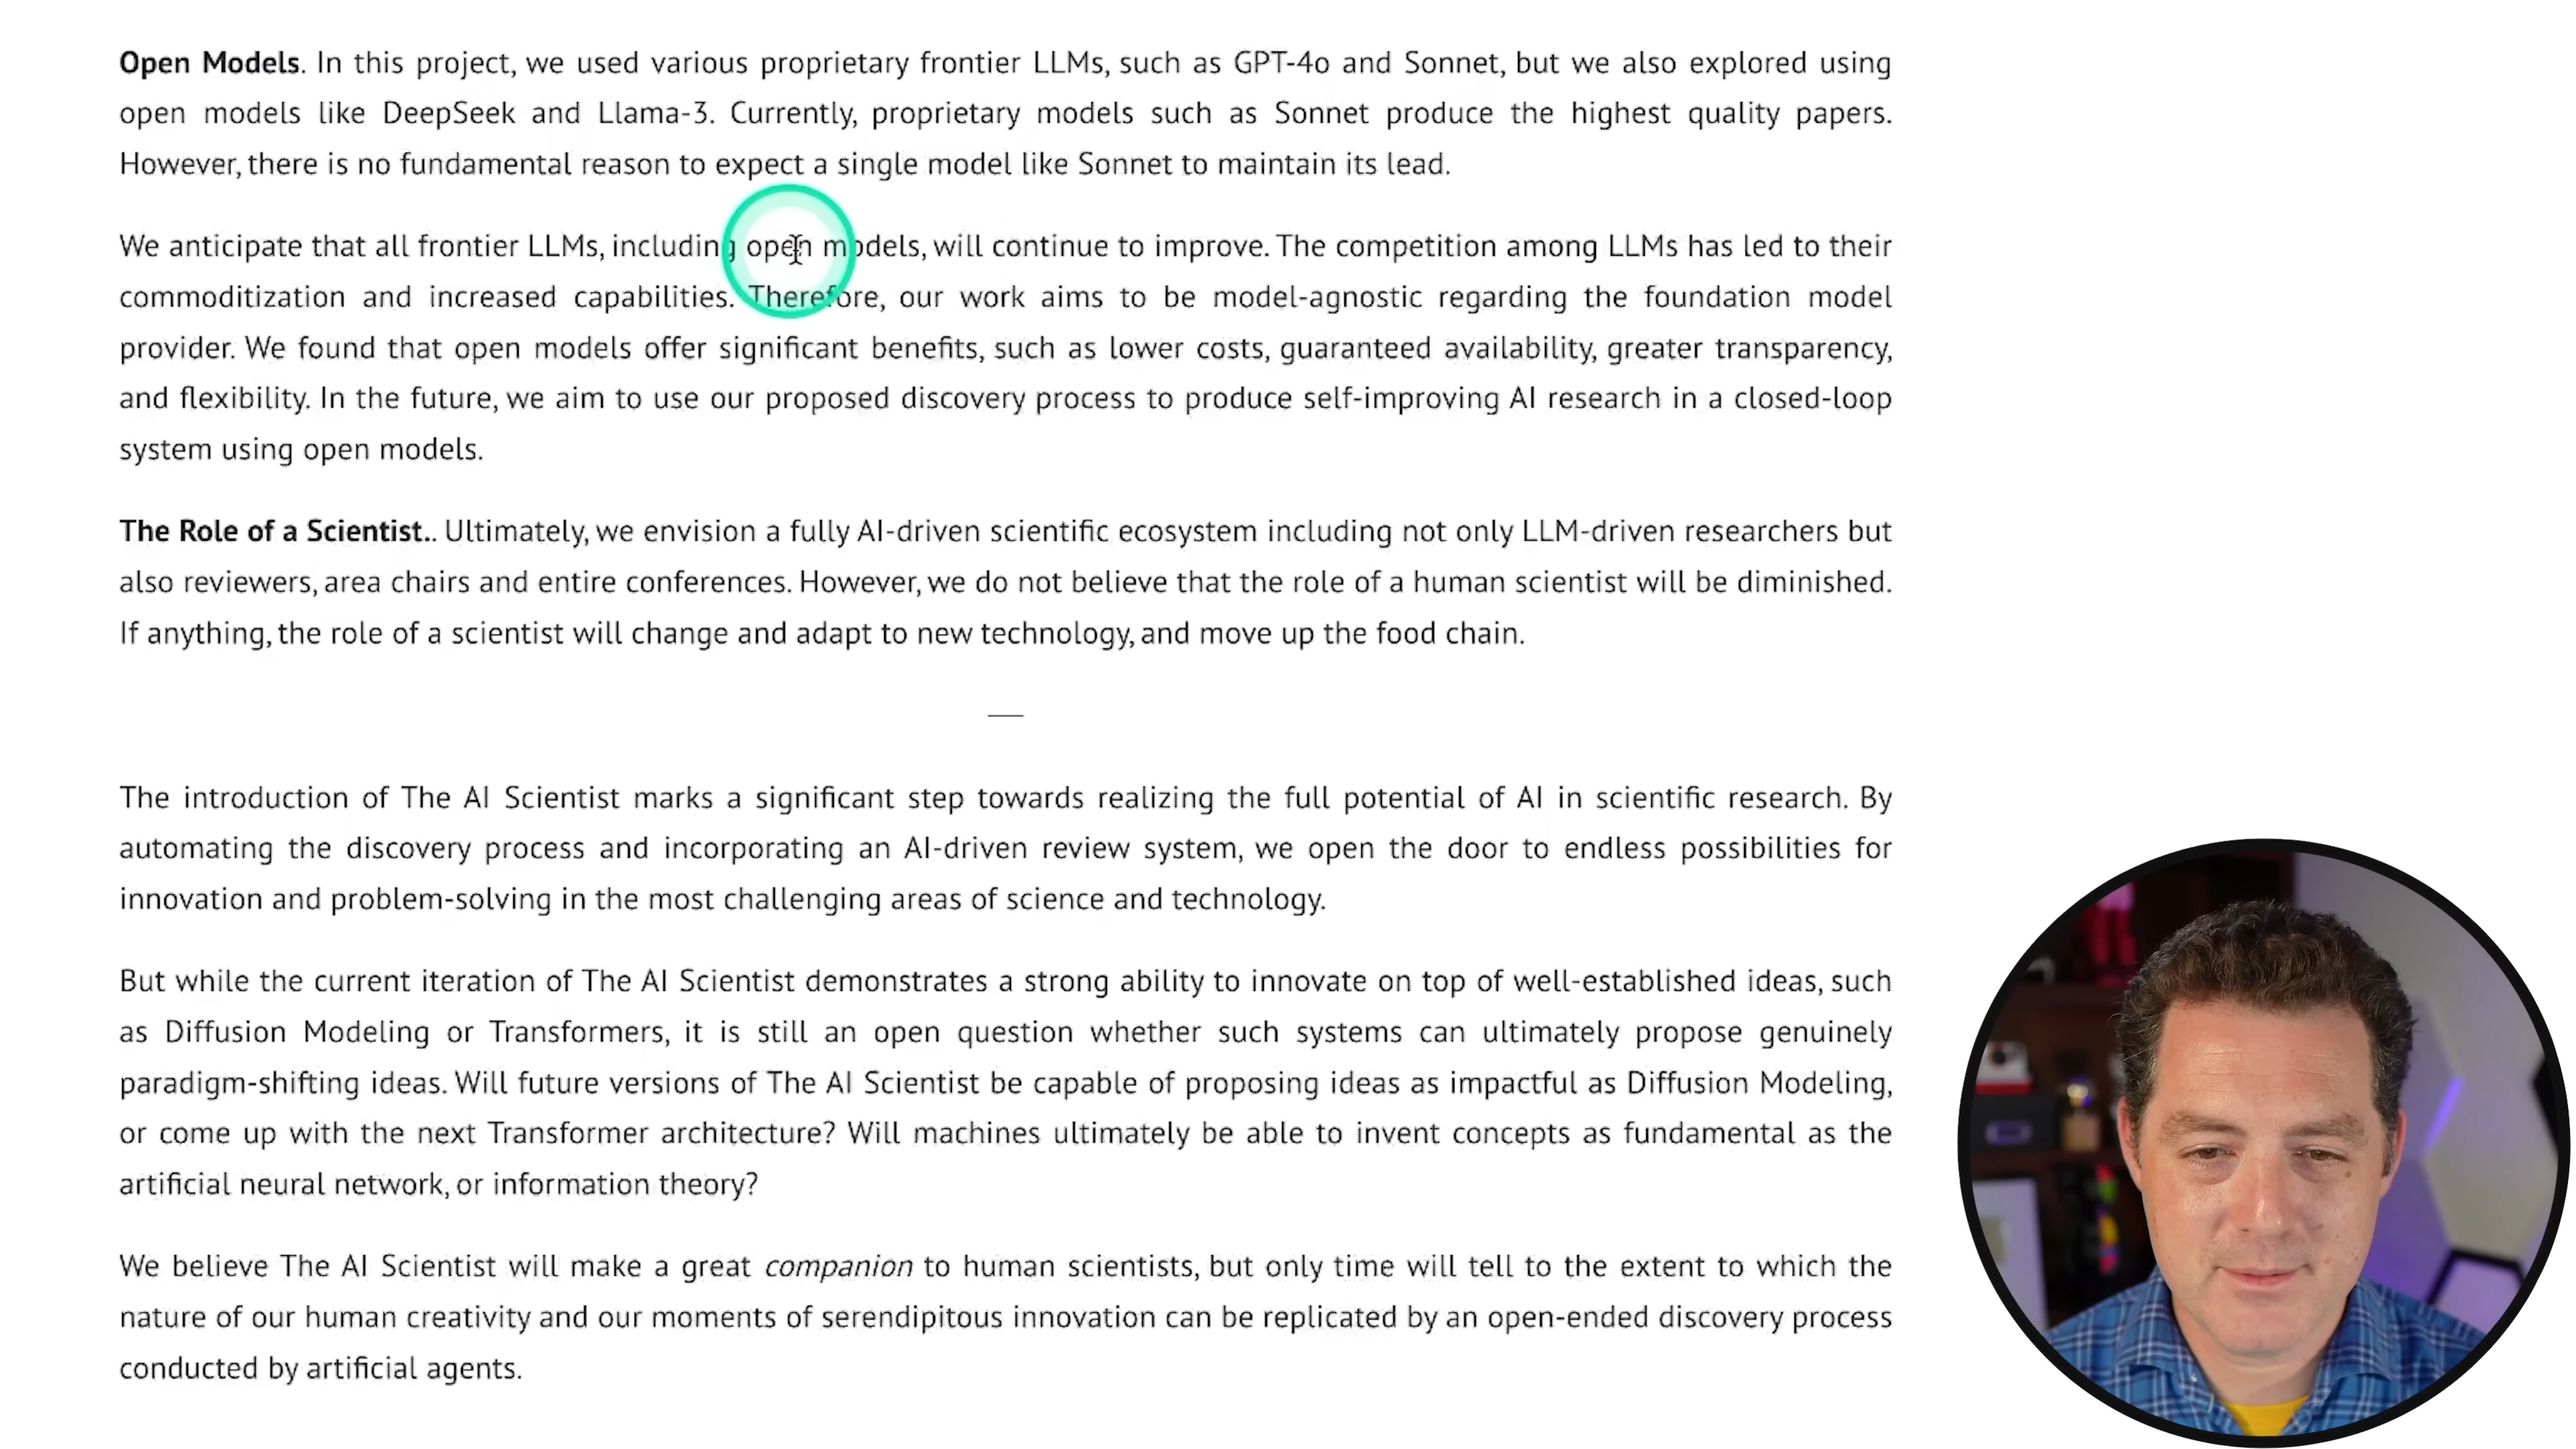 Open Models. In this project, we used various proprietary frontier LLMs, such as GPT-4o and Sonnet, but we also explored using
open models like DeepSeek and Llama-3. Currently, proprietary models such as Sonnet produce the highest quality papers.
However, there is no fundamental reason to expect a single model like Sonnet to maintain its lead.
We anticipate that all frontier LLMs, including open models, will continue to improve. The competition among LLMs has led to their
commoditization and increased capabilities. Therefore, our work aims to be model-agnostic regarding the foundation model
provider. We found that open models offer significant benefits, such as lower costs, guaranteed availability, greater transparency,
and flexibility. In the future, we aim to use our proposed discovery process to produce self-improving AI research in a closed-loop
system using open models.
The Role of a Scientist.. Ultimately, we envision a fully AI-driven scientific ecosystem including not only LLM-driven researchers but
also reviewers, area chairs and entire conferences. However, we do not believe that the role of a human scientist will be diminished.
If anything, the role of a scientist will change and adapt to new technology, and move up the food chain.
The introduction of The AI Scientist marks a significant step towards realizing the full potential of AI in scientific research. By
automating the discovery process and incorporating an AI-driven review system, we open the door to endless possibilities for
innovation and problem-solving in the most challenging areas of science and technology.
But while the current iteration of The AI Scientist demonstrates a strong ability to innovate on top of well-established ideas, such
as Diffusion Modeling or Transformers, it is still an open question whether such systems can ultimately propose genuinely
paradigm-shifting ideas. Will future versions of The AI Scientist be capable of proposing ideas as impactful as Diffusion Modeling,
or come up with the next Transformer architecture? Will machines ultimately be able to invent concepts as fundamental as the
artificial neural network, or information theory?
We believe The AI Scientist will make a great companion to human scientists, but only time will tell to the extent to which the
nature of our human creativity and our moments of serendipitous innovation can be replicated by an open-ended discovery process
conducted by artificial agents.